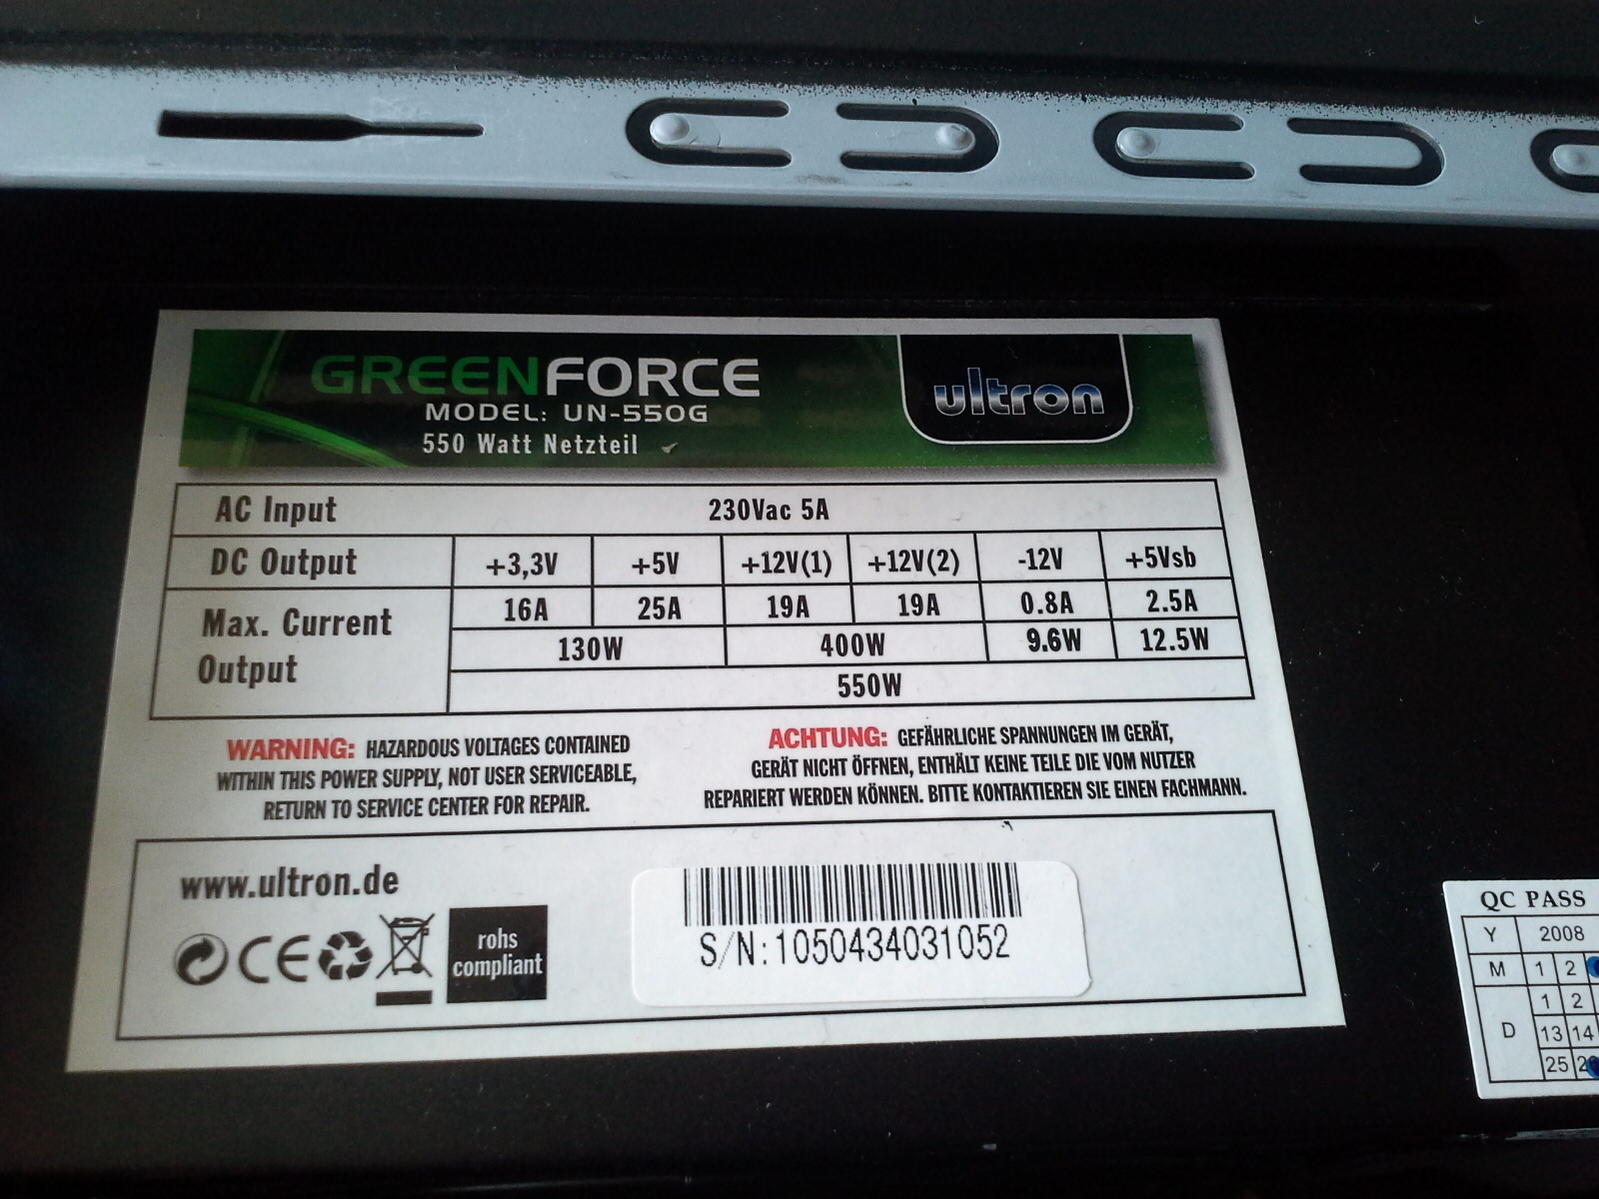 GREENFORCE
MODEL: UN-550G
550 Watt Netzteil
ultron
AC Input 230Vac 5A
DC Output +3,3V +5V +12V(1) +12V(2) -12V +5Vsb
Max. Current Output 16A 25A 19A 19A 0.8A 2.5A
130W 400W 9.6W 12.5W
550W
WARNING: HAZARDOUS VOLTAGES CONTAINED
WITHIN THIS POWER SUPPLY, NOT USER SERVICEABLE,
RETURN TO SERVICE CENTER FOR REPAIR.
ACHTUNG: GEFÄHRLICHE SPANNUNGEN IM GERÄT,
GERÄT NICHT ÖFFNEN, ENTHÄLT KEINE TEILE DIE VOM NUTZER
REPARIERT WERDEN KÖNNEN. BITTE KONTAKTIEREN SIE EINEN FACHMANN.
www.ultron.de
CE
rohs
compliant
S/N:1050434031052
QC PASS
Y 2008
M 1 2
D 1 2
13 14
25